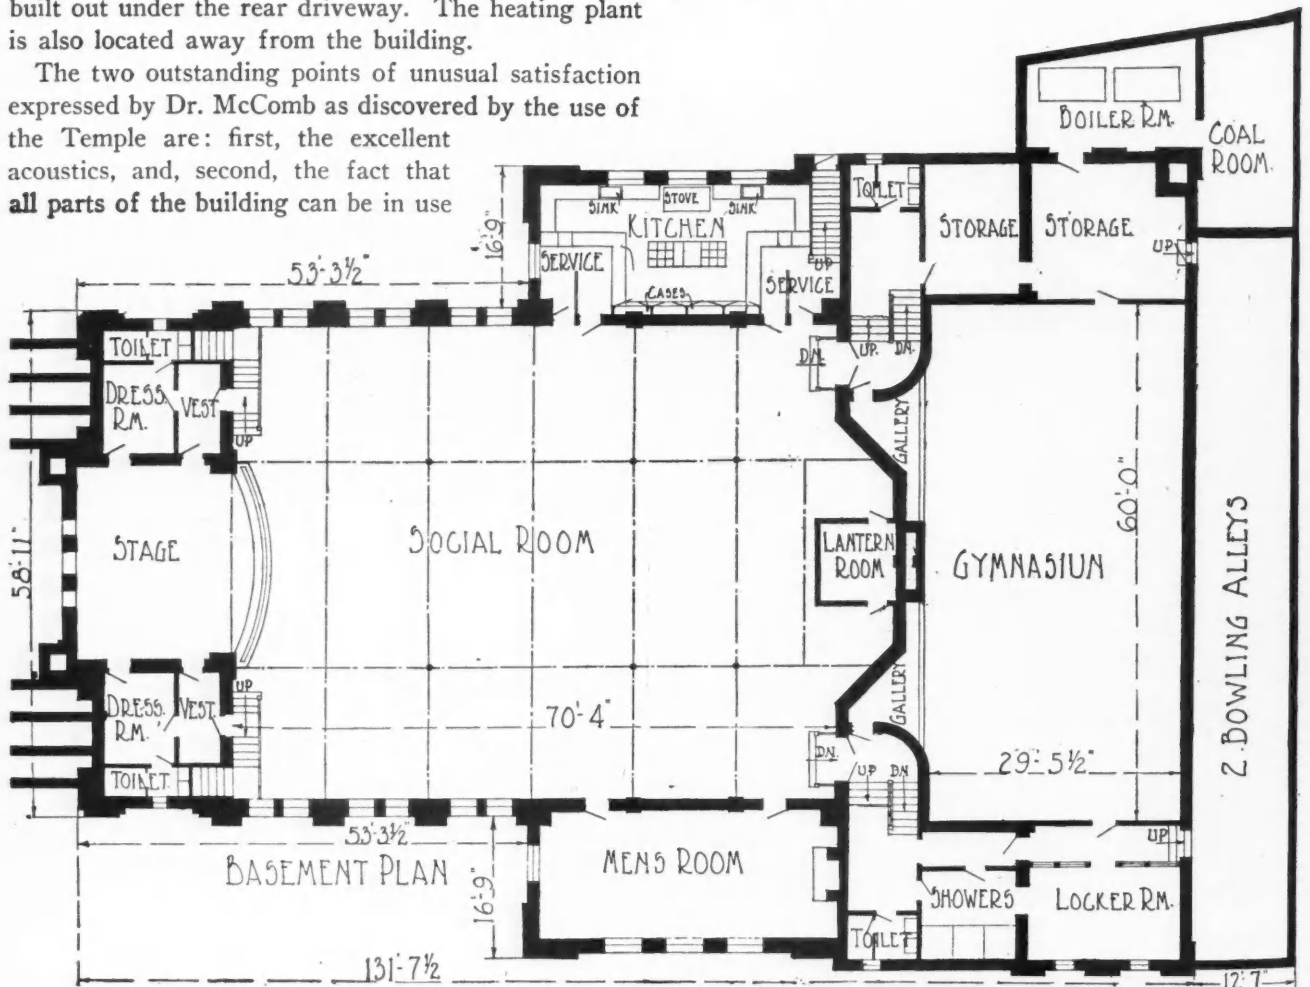 built out under the rear driveway. The heating plant
is also located away from the building.
The two outstanding points of unusual satisfaction
expressed by Dr. McComb as discovered by the use of
the Temple are: first, the excellent
acoustics, and, second, the fact that
all parts of the building can be in use
BOILER RM.
COAL
ROOM.
TOILET
STORAGE
STORAGE
UP
SINK
STOVE
SINK
KITCHEN
SERVICE
CASES
SERVICE
UP
16'-9"
53'-3½"
TOILET
DRESS.
RM.
VEST.
UP
DN.
UP.
DN.
GALLERY
60'-0"
58'-11"
STAGE
SOCIAL ROOM
LANTERN
ROOM
GYMNASIUN
2 BOWLING ALLEYS
GALLERY
DRESS.
RM.
VEST.
UP
TOILET.
70'-4"
DN.
UP
DN
29'-5½"
53'-3½"
BASEMENT PLAN
16'-9"
MENS ROOM
UP
SHOWERS
LOCKER RM.
TOILET
131'-7½
12'-7"